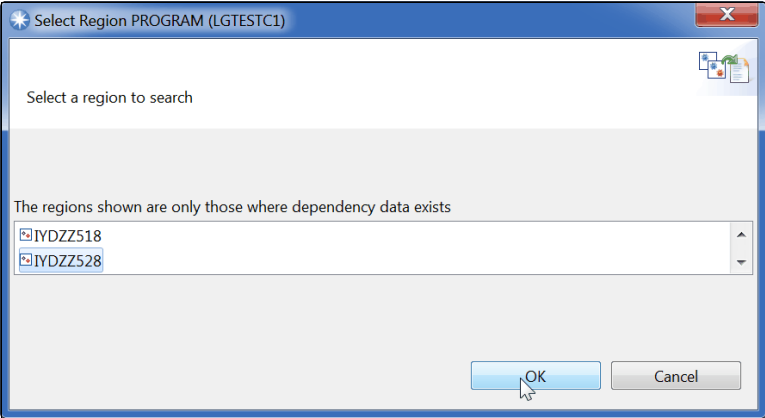 Select Region PROGRAM (LGTESTC1)
Select a region to search
The regions shown are only those where dependency data exists
IYDZZ518
IYDZZ528
OK
Cancel